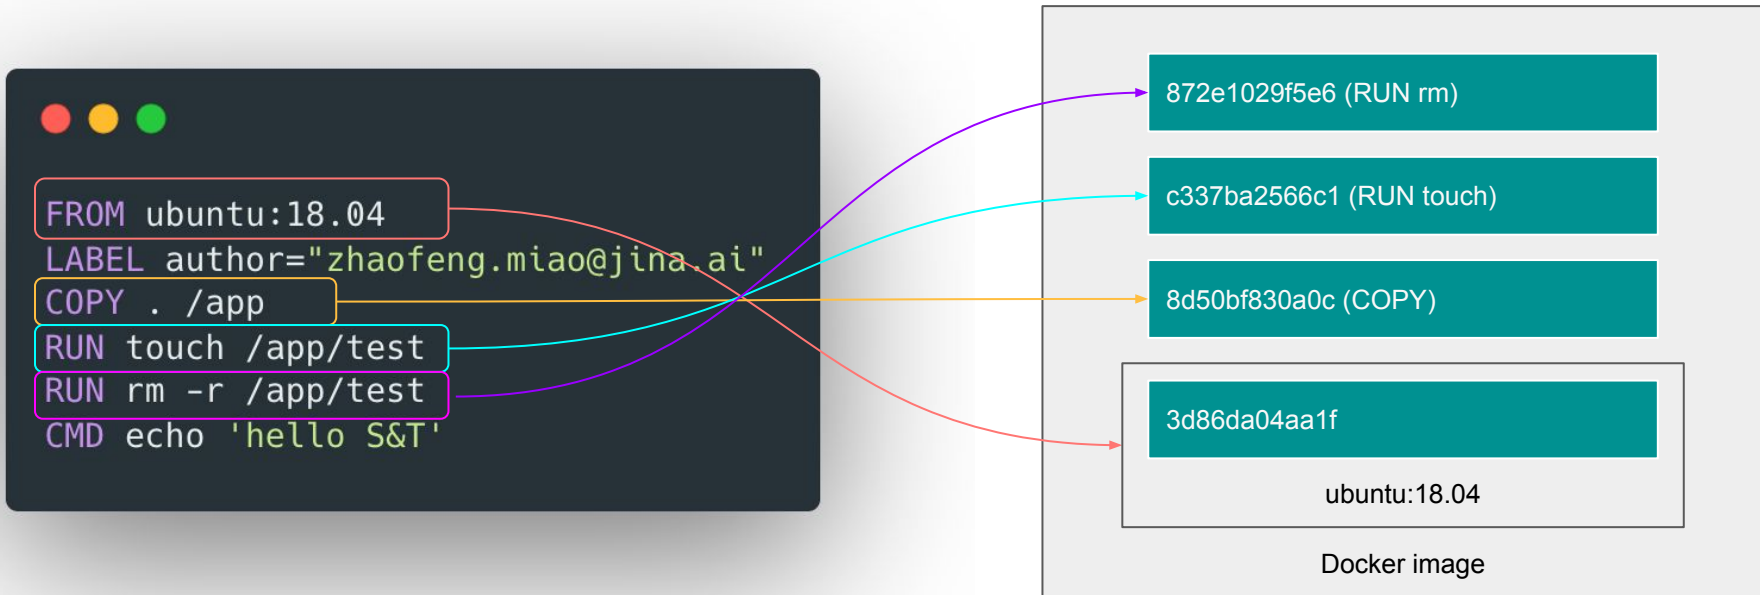 FROM ubuntu:18.04
LABEL author="zhaofeng.miao@jina.ai"
COPY . /app
RUN touch /app/test
RUN rm -r /app/test
CMD echo 'hello S&T'
872e1029f5e6 (RUN rm)
c337ba2566c1 (RUN touch)
8d50bf830a0c (COPY)
3d86da04aa1f
ubuntu:18.04
Docker image